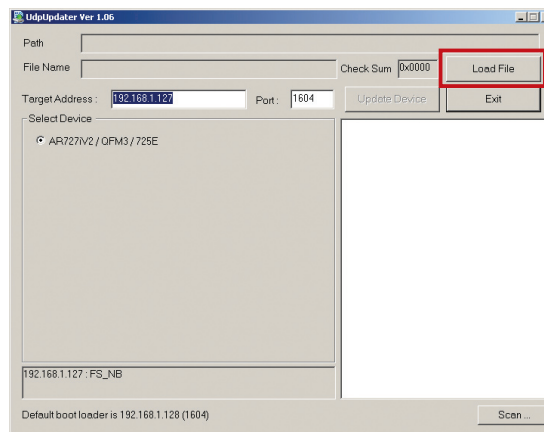 UdpUpdater Ver 1.06
Path
File Name Check Sum 0x0000 Load File
Target Address : 192.168.1.127 Port : 1604 Update Device Exit
Select Device
AR727iV2 / QFM3 / 725E
192.168.1.127 : FS_NB
Default boot loader is 192.168.1.128 (1604) Scan ...